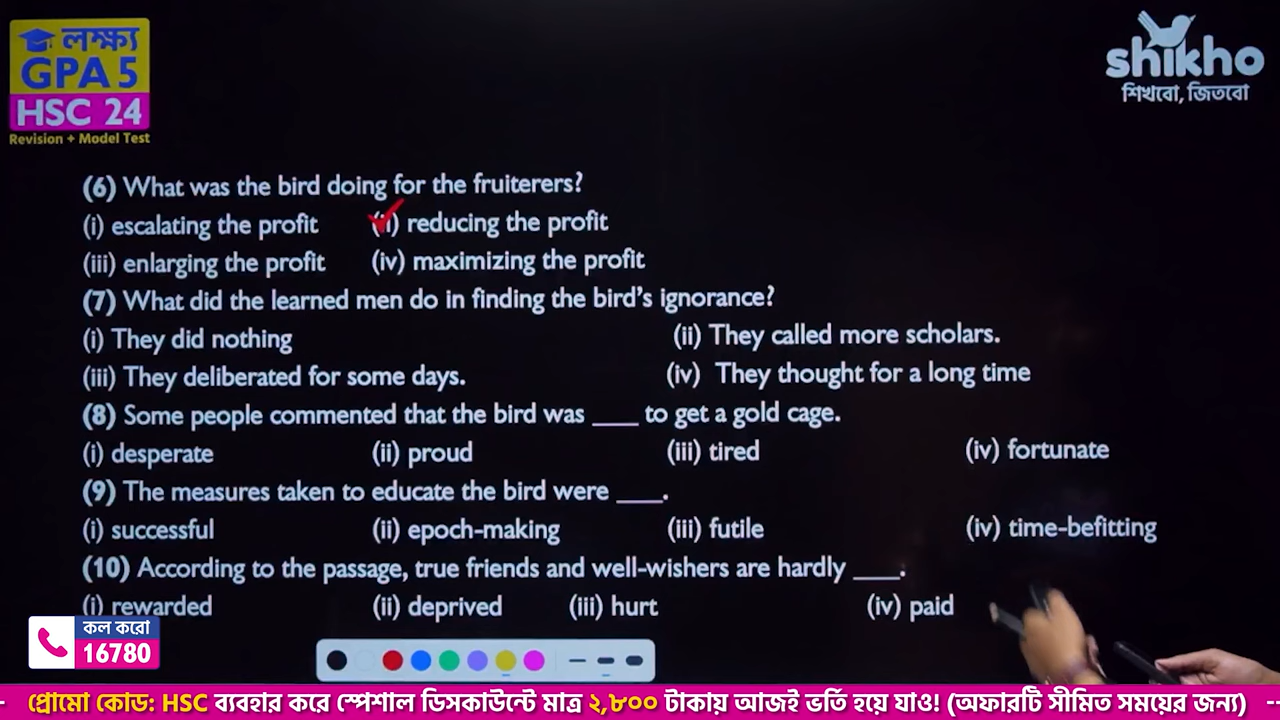 লক্ষ্য
GPA 5
HSC 24
Revision + Model Test
shikho
শিখবো, জিতবো
(6) What was the bird doing for the fruiterers?
(i) escalating the profit (ii) reducing the profit
(iii) enlarging the profit (iv) maximizing the profit
(7) What did the learned men do in finding the bird's ignorance?
(i) They did nothing (ii) They called more scholars.
(iii) They deliberated for some days. (iv) They thought for a long time
(8) Some people commented that the bird was ____ to get a gold cage.
(i) desperate (ii) proud (iii) tired (iv) fortunate
(9) The measures taken to educate the bird were ____.
(i) successful (ii) epoch-making (iii) futile (iv) time-befitting
(10) According to the passage, true friends and well-wishers are hardly ____.
(i) rewarded (ii) deprived (iii) hurt (iv) paid
কল করো
16780
প্রোমো কোড: HSC ব্যবহার করে স্পেশাল ডিসকাউন্টে মাত্র ২,৮০০ টাকায় আজই ভর্তি হয়ে যাও! (অফারটি সীমিত সময়ের জন্য)